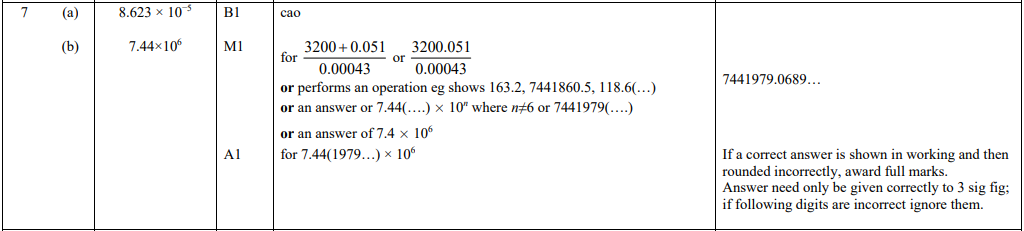 7 (a) 8.623 × 10⁻⁵ B1 cao
(b) 7.44×10⁶ M1 for (3200 + 0.051)/0.00043 or 3200.051/0.00043
or performs an operation eg shows 163.2, 7441860.5, 118.6(…)
7441979.0689…
or an answer or 7.44(….) × 10ⁿ where n≠6 or 7441979(….)
or an answer of 7.4 × 10⁶
A1 for 7.44(1979…) × 10⁶
If a correct answer is shown in working and then
rounded incorrectly, award full marks.
Answer need only be given correctly to 3 sig fig;
if following digits are incorrect ignore them.